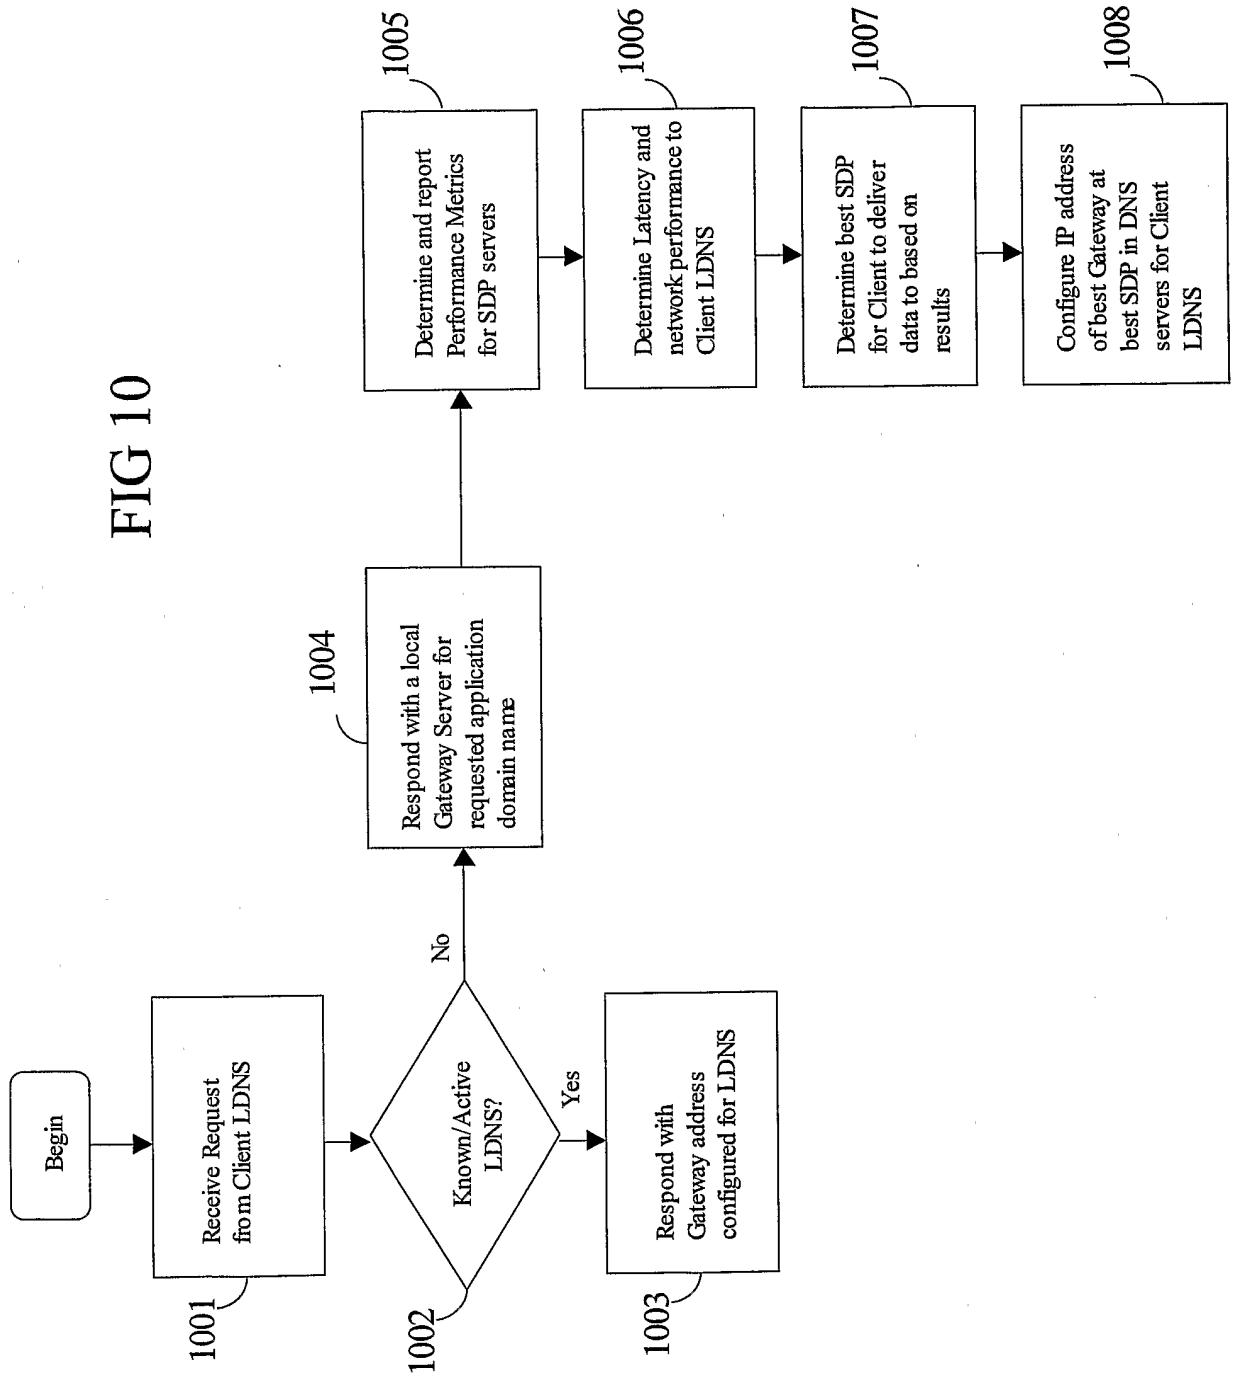 FIG 10
Begin
1001
Receive Request
from Client LDNS
1002
Known/Active
LDNS?
No
Yes
1003
Respond with
Gateway address
configured for LDNS
1004
Respond with a local
Gateway Server for
requested application
domain name
1005
Determine and report
Performance Metrics
for SDP servers
1006
Determine Latency and
network performance to
Client LDNS
1007
Determine best SDP
for Client to deliver
data to based on
results
1008
Configure IP address
of best Gateway at
best SDP in DNS
servers for Client
LDNS